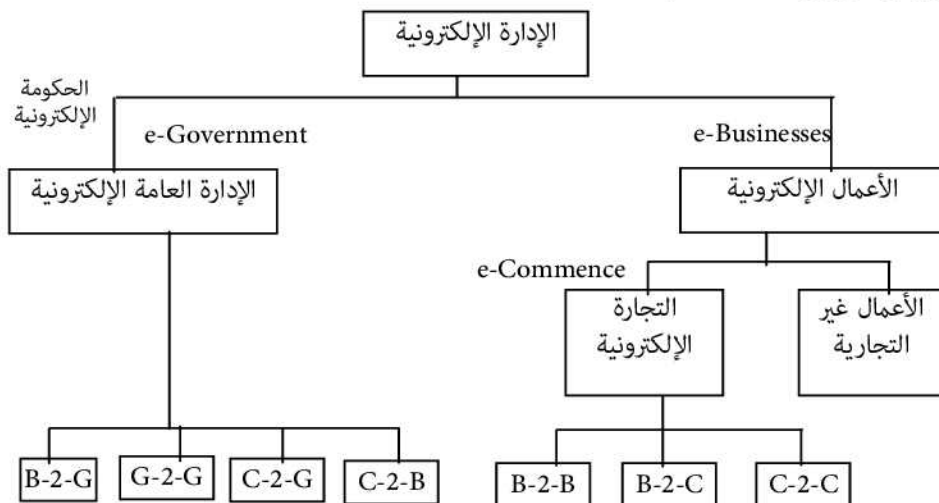 الإدارة الإلكترونية
الحكومة
الإلكترونية
e-Government
e-Businesses
الإدارة العامة الإلكترونية
الأعمال الإلكترونية
e-Commence
التجارة
الإلكترونية
الأعمال غير
التجارية
B-2-G
G-2-G
C-2-G
C-2-B
B-2-B
B-2-C
C-2-C